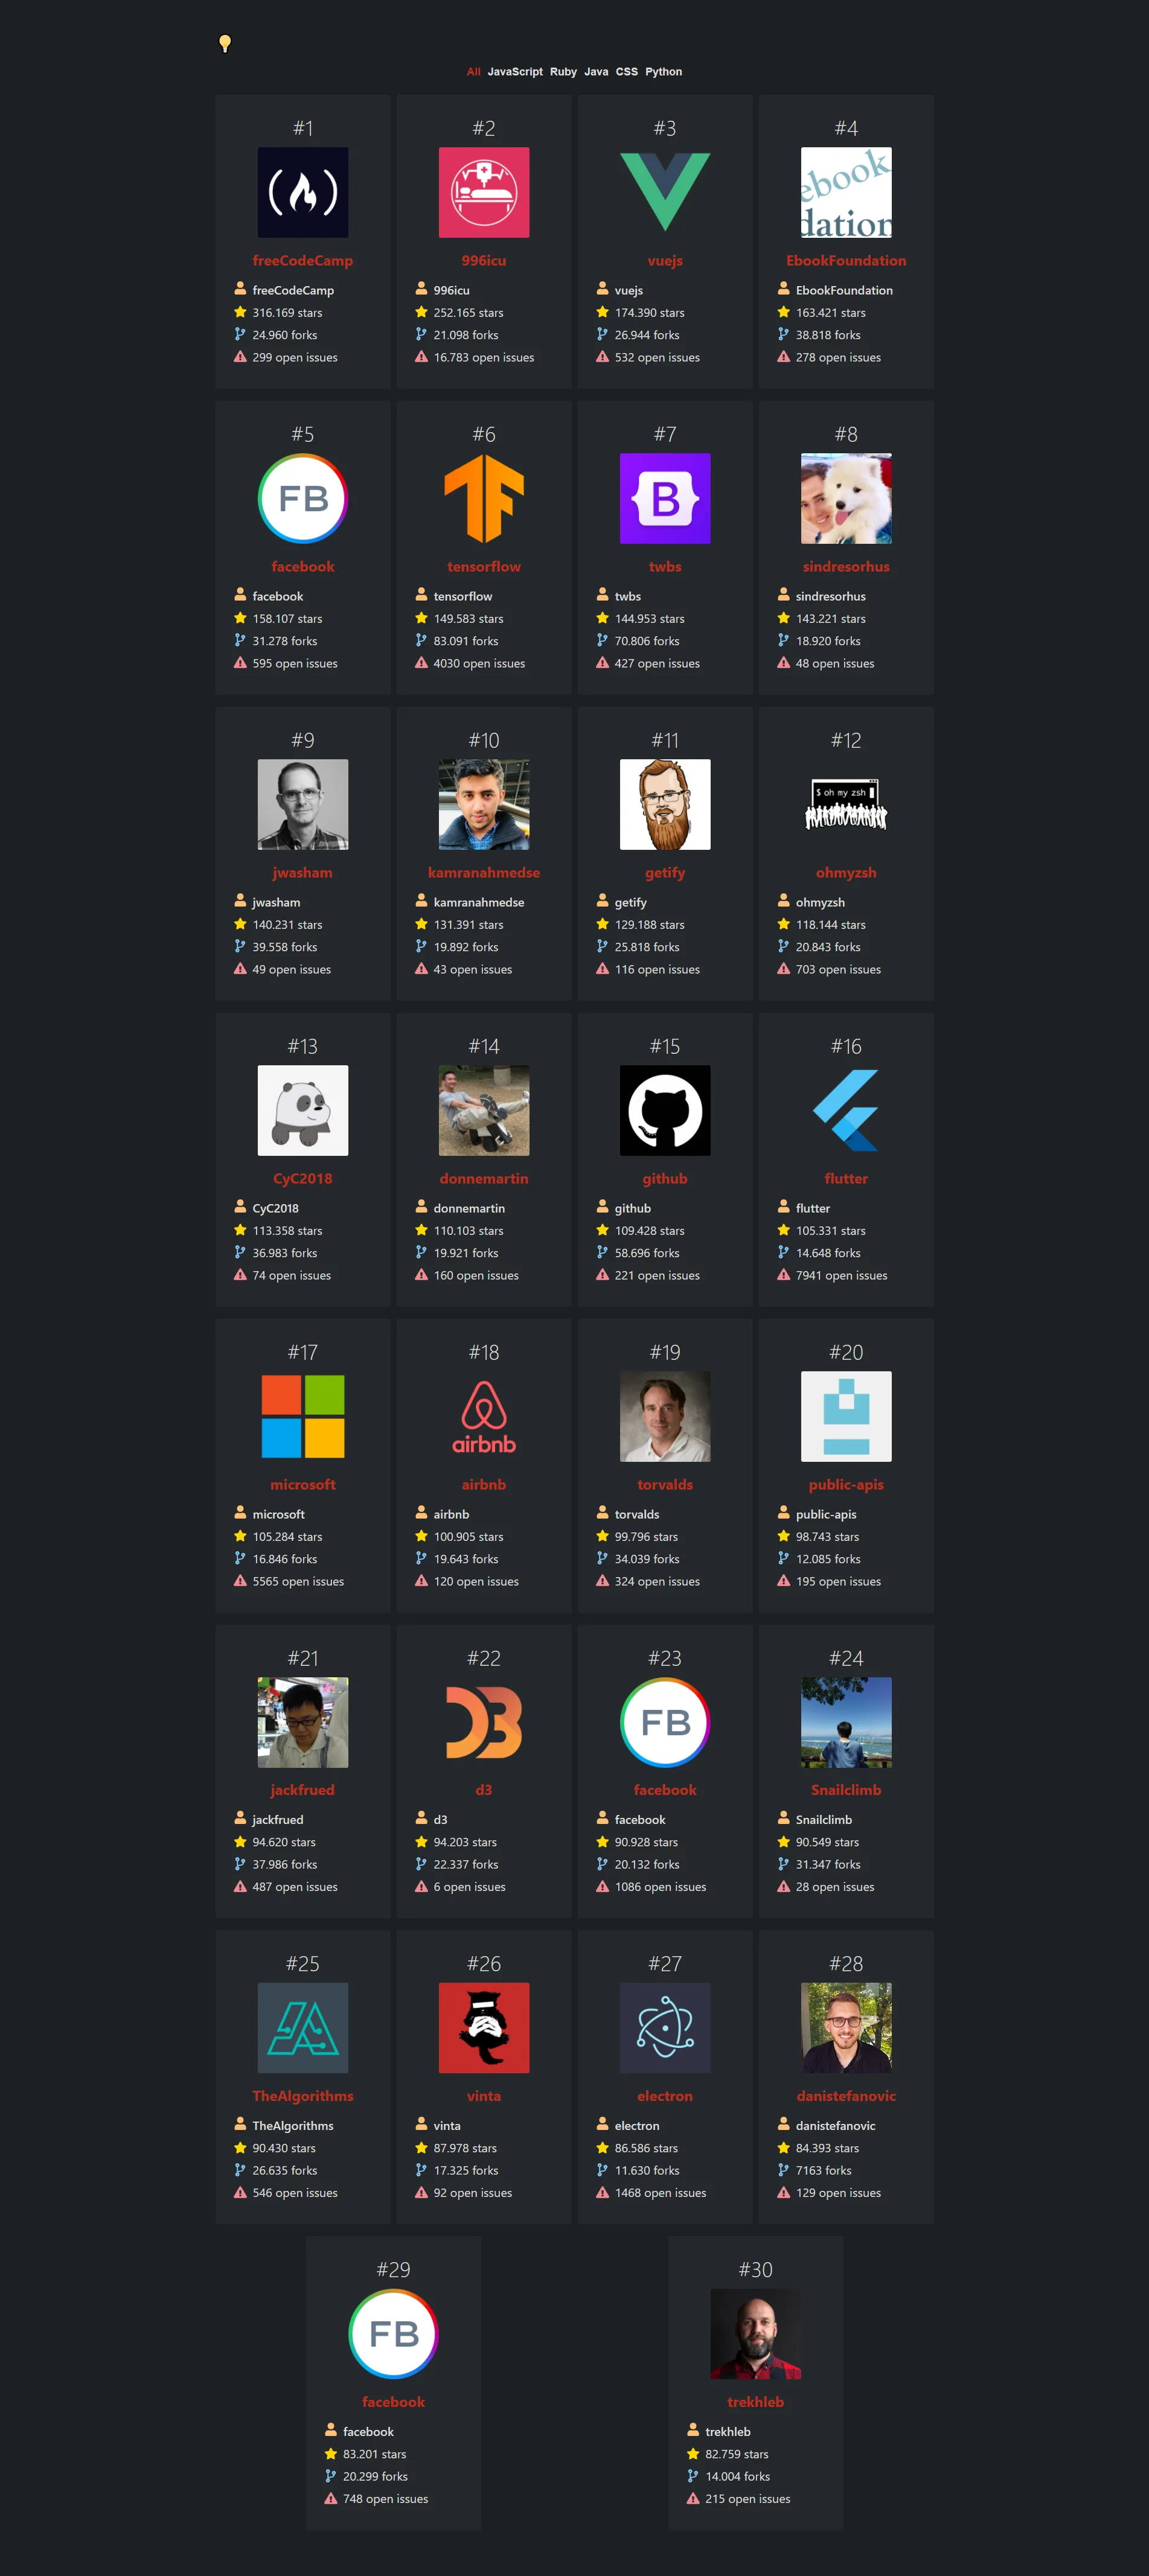 All JavaScript Ruby Java CSS Python
#1
freeCodeCamp
freeCodeCamp
316.169 stars
24.960 forks
299 open issues
#2
996icu
996icu
252.165 stars
21.098 forks
16.783 open issues
#3
vuejs
vuejs
174.390 stars
26.944 forks
532 open issues
#4
ebook
dation
EbookFoundation
EbookFoundation
163.421 stars
38.818 forks
278 open issues
#5
FB
facebook
facebook
158.107 stars
31.278 forks
595 open issues
#6
tensorflow
tensorflow
149.583 stars
83.091 forks
4030 open issues
#7
B
twbs
twbs
144.953 stars
70.806 forks
427 open issues
#8
sindresorhus
sindresorhus
143.221 stars
18.920 forks
48 open issues
#9
jwasham
jwasham
140.231 stars
39.558 forks
49 open issues
#10
kamranahmedse
kamranahmedse
131.391 stars
19.892 forks
43 open issues
#11
getify
getify
129.188 stars
25.818 forks
116 open issues
#12
$ oh my zsh
ohmyzsh
ohmyzsh
118.144 stars
20.843 forks
703 open issues
#13
CyC2018
CyC2018
113.358 stars
36.983 forks
74 open issues
#14
donnemartin
donnemartin
110.103 stars
19.921 forks
160 open issues
#15
github
github
109.428 stars
58.696 forks
221 open issues
#16
flutter
flutter
105.331 stars
14.648 forks
7941 open issues
#17
microsoft
microsoft
105.284 stars
16.846 forks
5565 open issues
#18
airbnb
airbnb
airbnb
100.905 stars
19.643 forks
120 open issues
#19
torvalds
torvalds
99.796 stars
34.039 forks
324 open issues
#20
public-apis
public-apis
98.743 stars
12.085 forks
195 open issues
#21
jackfrued
jackfrued
94.620 stars
37.986 forks
487 open issues
#22
d3
d3
94.203 stars
22.337 forks
6 open issues
#23
FB
facebook
facebook
90.928 stars
20.132 forks
1086 open issues
#24
Snailclimb
Snailclimb
90.549 stars
31.347 forks
28 open issues
#25
TheAlgorithms
TheAlgorithms
90.430 stars
26.635 forks
546 open issues
#26
vinta
vinta
87.978 stars
17.325 forks
92 open issues
#27
electron
electron
86.586 stars
11.630 forks
1468 open issues
#28
danistefanovic
danistefanovic
84.393 stars
7163 forks
129 open issues
#29
FB
facebook
facebook
83.201 stars
20.299 forks
748 open issues
#30
trekhleb
trekhleb
82.759 stars
14.004 forks
215 open issues